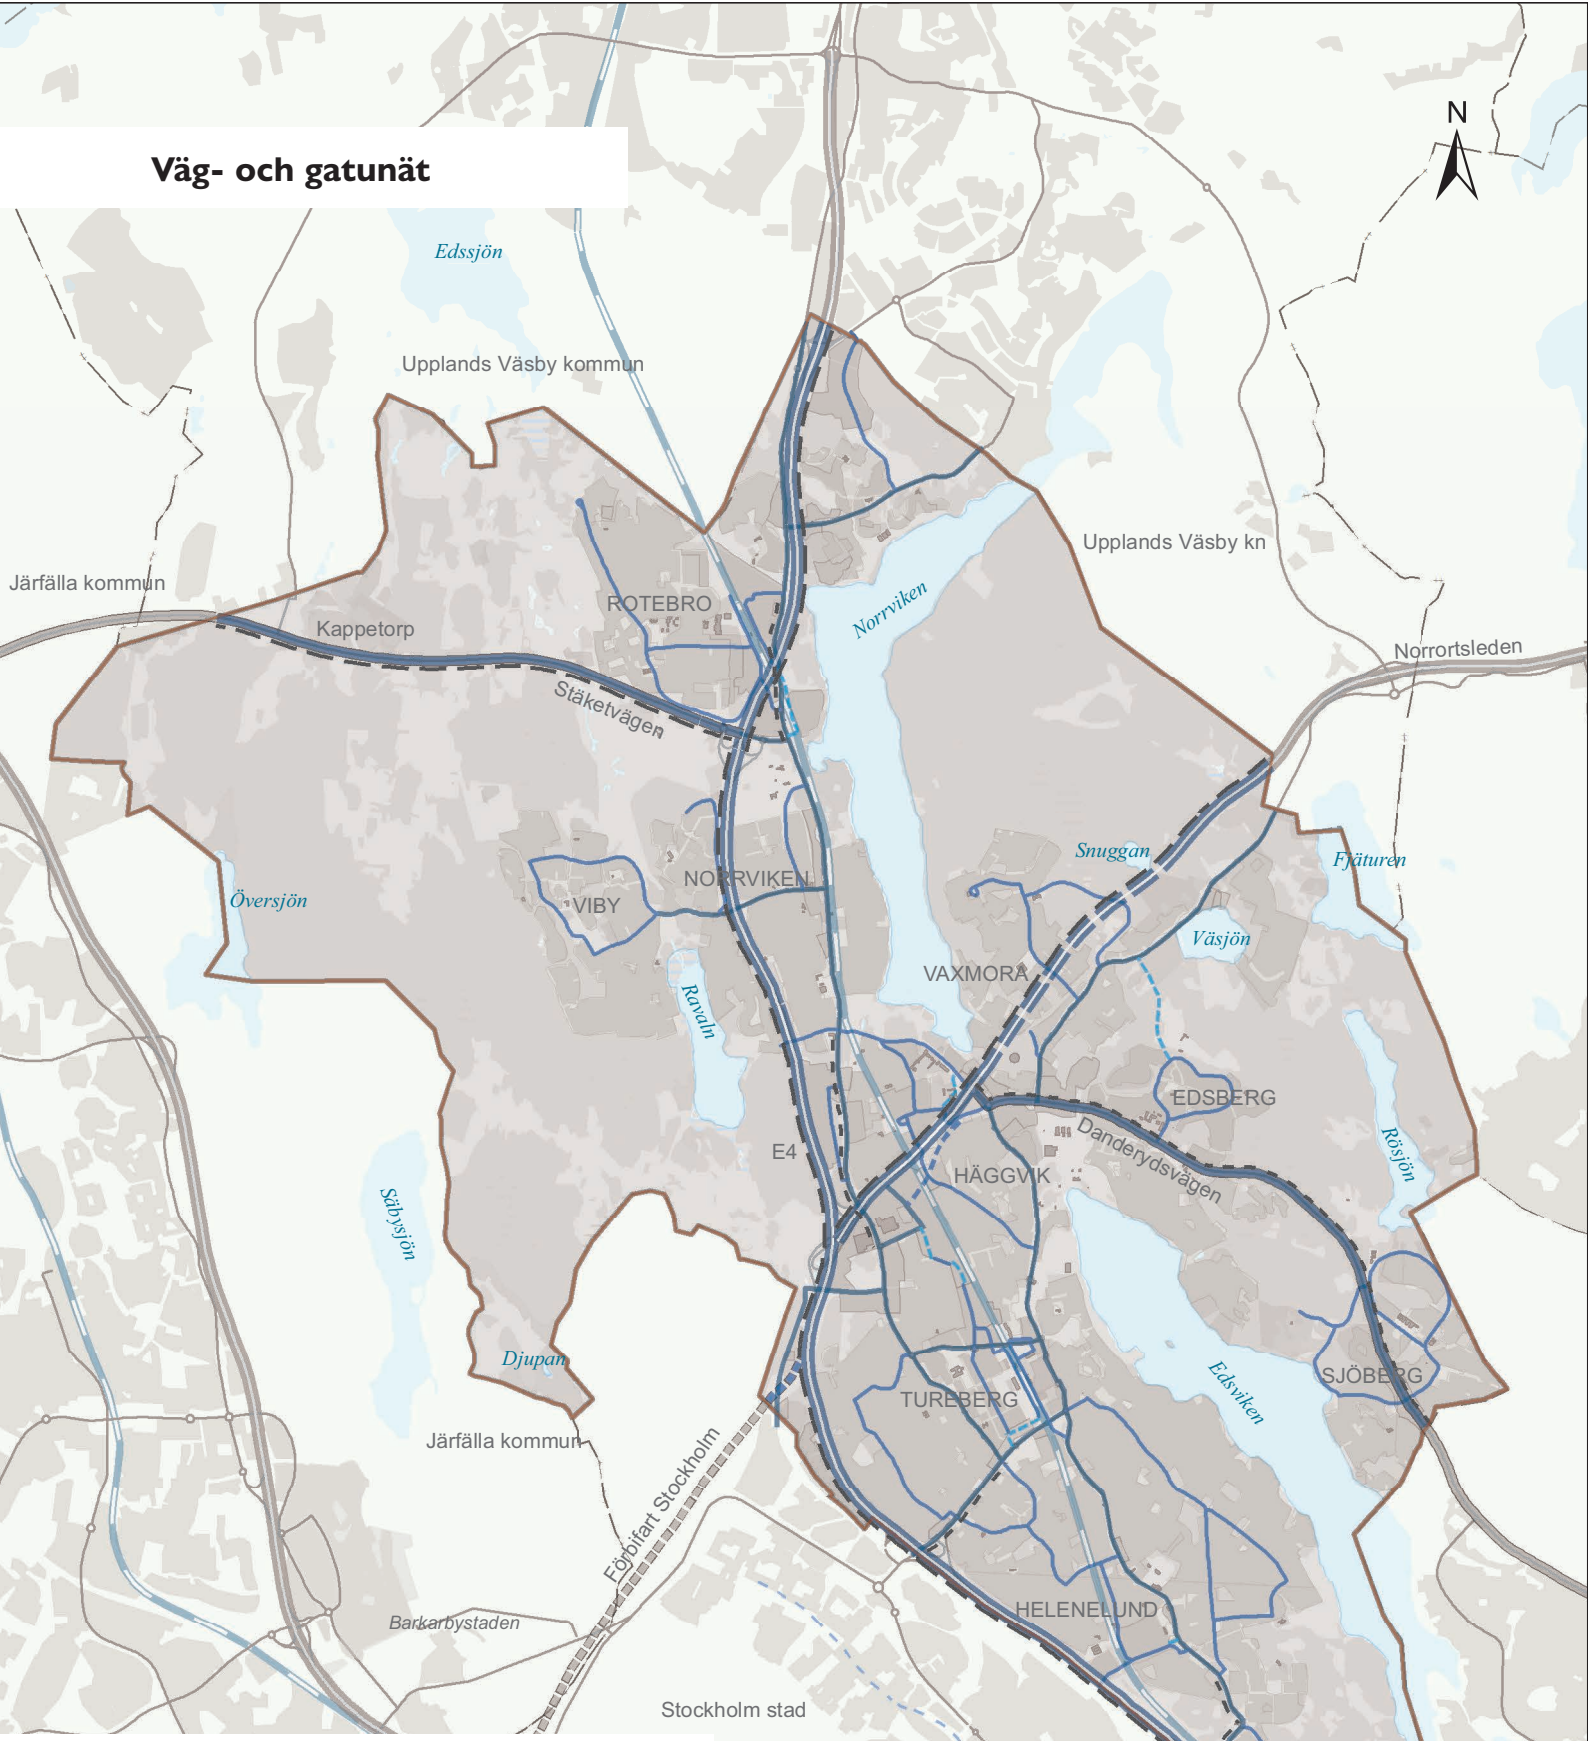 N
Väg- och gatunät
Edssjön
Upplands Väsby kommun
Upplands Väsby kn
Järfälla kommun
ROTEBRO
Norrviken
Kappetorp
Norrortsleden
Stäketvägen
Snuggan
Fjäturen
NORRVIKEN
Översjön
VIBY
Väsjön
VAXMORA
Ravaln
EDSBERG
Danderydsvägen
Rösjön
E4
HÄGGVIK
Säbysjön
Djupan
Edsviken
SJÖBERG
TUREBERG
Järfälla kommun
Förbifart Stockholm
HELENELUND
Barkarbystaden
Stockholm stad